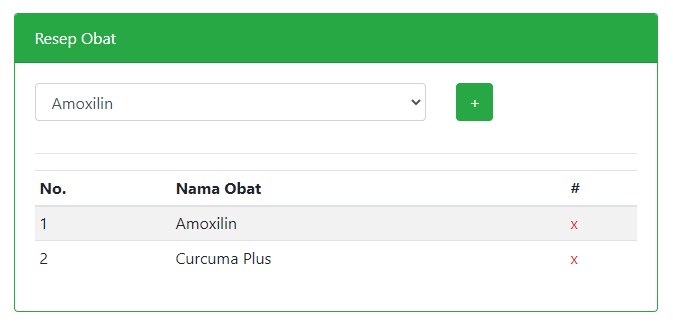 Resep Obat
Amoxilin
+
No. Nama Obat #
1 Amoxilin x
2 Curcuma Plus x